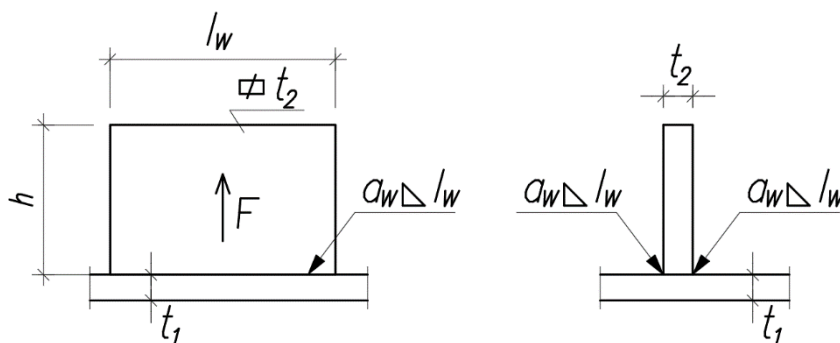 l_w
t_2
⌷ t_2
h
F
a_w⊿ l_w
a_w⊿ l_w
a_w⊿ l_w
t_1
t_1